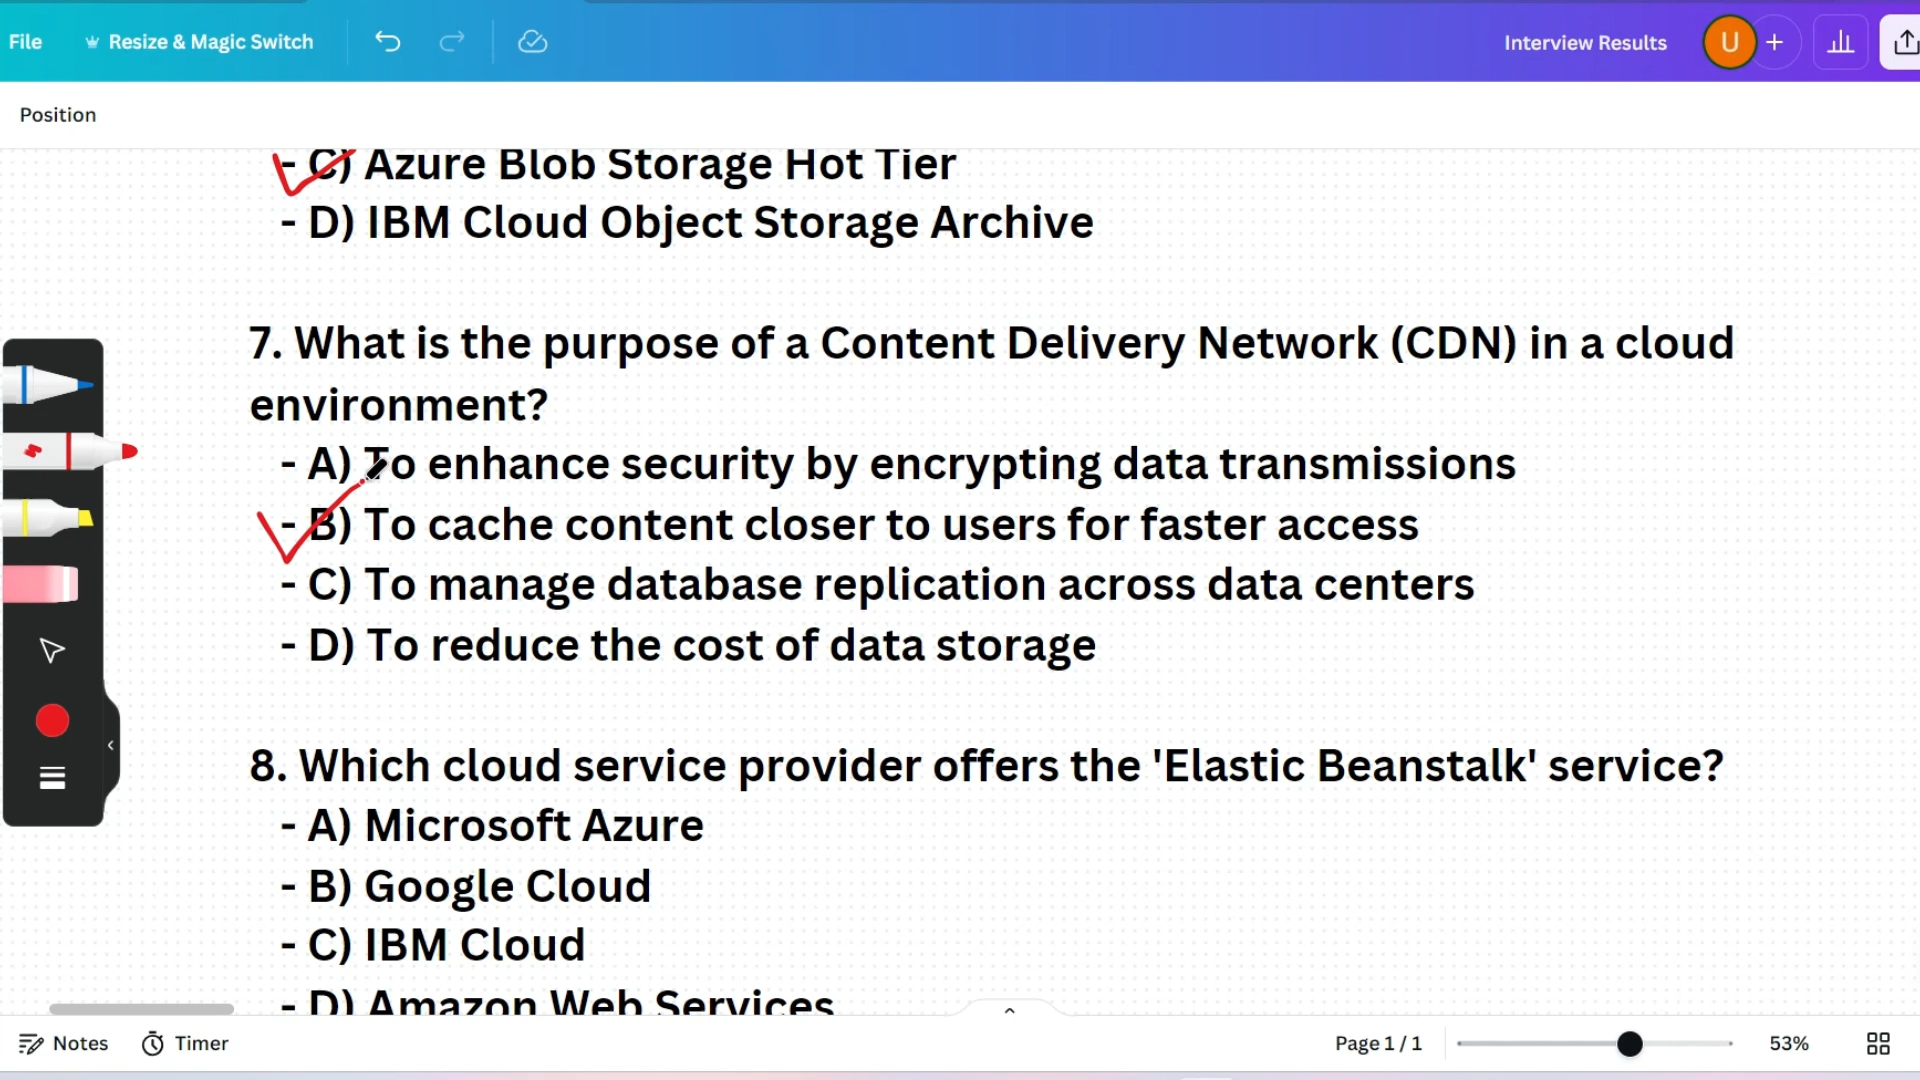 File
Resize & Magic Switch
Interview Results
U
Position
- C) Azure Blob Storage Hot Tier
- D) IBM Cloud Object Storage Archive
7. What is the purpose of a Content Delivery Network (CDN) in a cloud
environment?
- A) To enhance security by encrypting data transmissions
- B) To cache content closer to users for faster access
- C) To manage database replication across data centers
- D) To reduce the cost of data storage
8. Which cloud service provider offers the 'Elastic Beanstalk' service?
- A) Microsoft Azure
- B) Google Cloud
- C) IBM Cloud
- D) Amazon Web Services
Notes
Timer
Page 1 / 1
53%